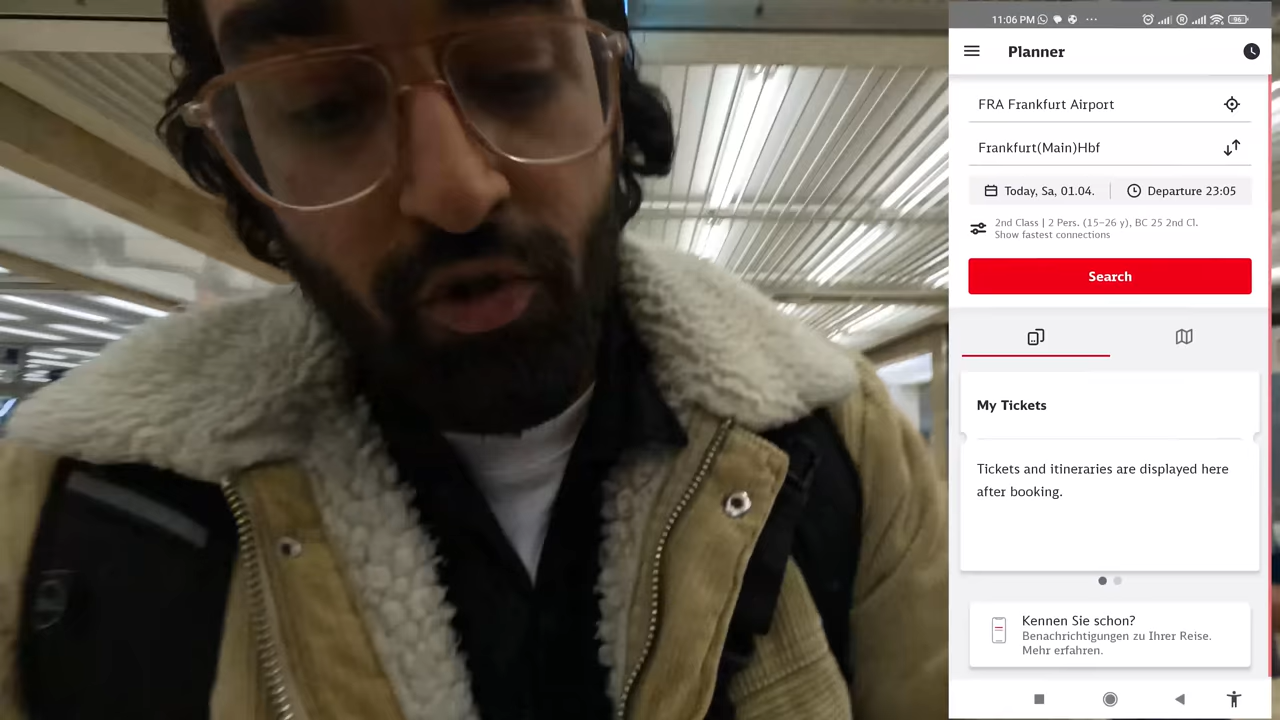 11:06 PM
96
Planner
FRA Frankfurt Airport
Frankfurt(Main)Hbf
Today, Sa, 01.04.
Departure 23:05
2nd Class | 2 Pers. (15–26 y), BC 25 2nd Cl.
Show fastest connections
Search
My Tickets
Tickets and itineraries are displayed here
after booking.
Kennen Sie schon?
Benachrichtigungen zu Ihrer Reise.
Mehr erfahren.